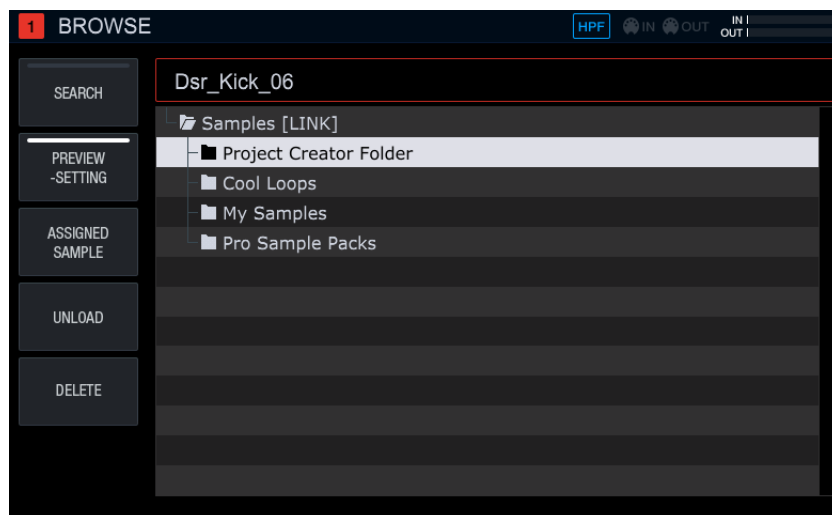 1 BROWSE
HPF IN OUT IN
OUT
SEARCH
Dsr_Kick_06
Samples [LINK]
PREVIEW
-SETTING
Project Creator Folder
Cool Loops
My Samples
ASSIGNED
SAMPLE
Pro Sample Packs
UNLOAD
DELETE